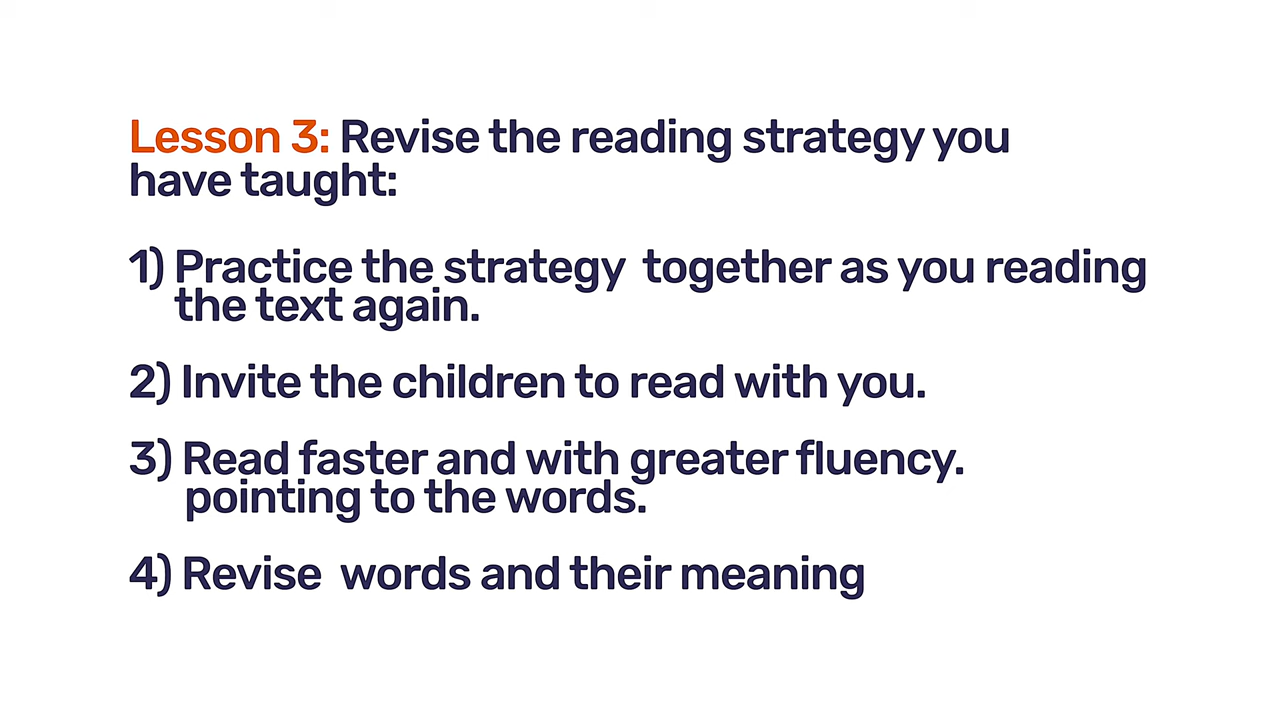 Lesson 3: Revise the reading strategy you
have taught:
1) Practice the strategy  together as you reading
the text again.
2) Invite the children to read with you.
3) Read faster and with greater fluency.
pointing to the words.
4) Revise  words and their meaning